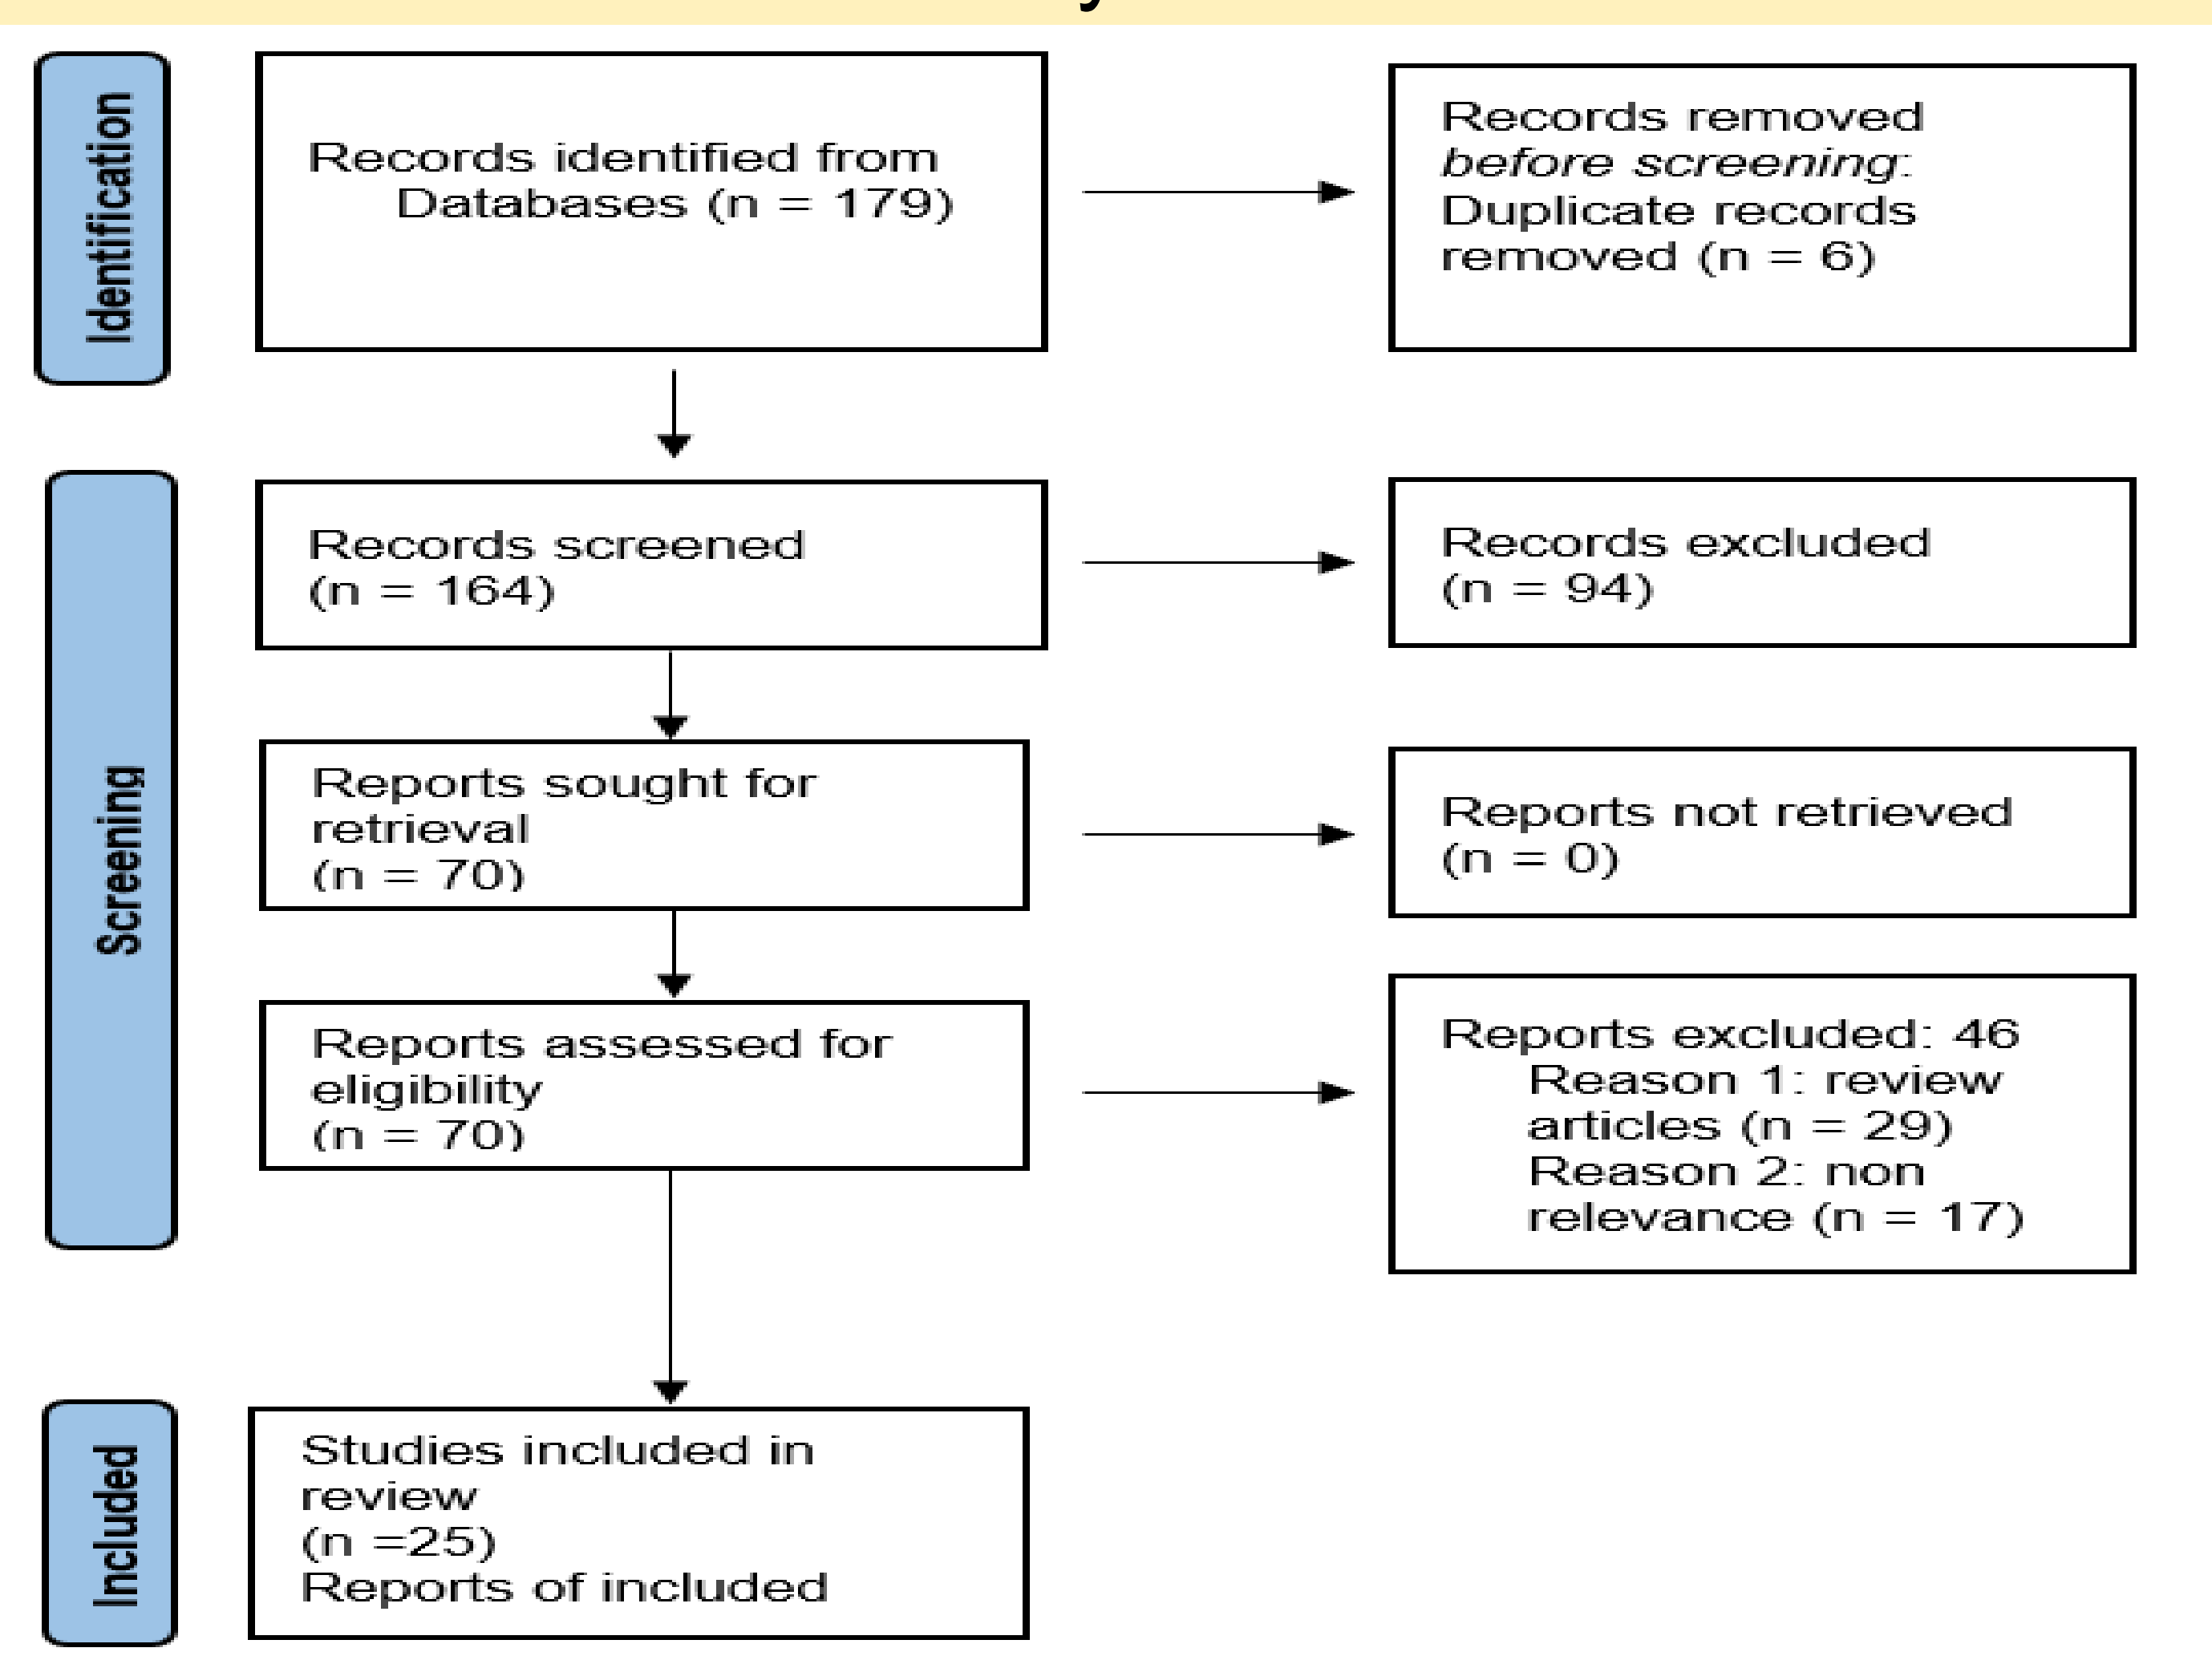 Identification
Records identified from
Databases (n = 179)
Records removed
before screening:
Duplicate records
removed (n = 6)
Screening
Records screened
(n = 164)
Records excluded
(n = 94)
Reports sought for
retrieval
(n = 70)
Reports not retrieved
(n = 0)
Reports assessed for
eligibility
(n = 70)
Reports excluded: 46
Reason 1: review
articles (n = 29)
Reason 2: non
relevance (n = 17)
Included
Studies included in
review
(n =25)
Reports of included